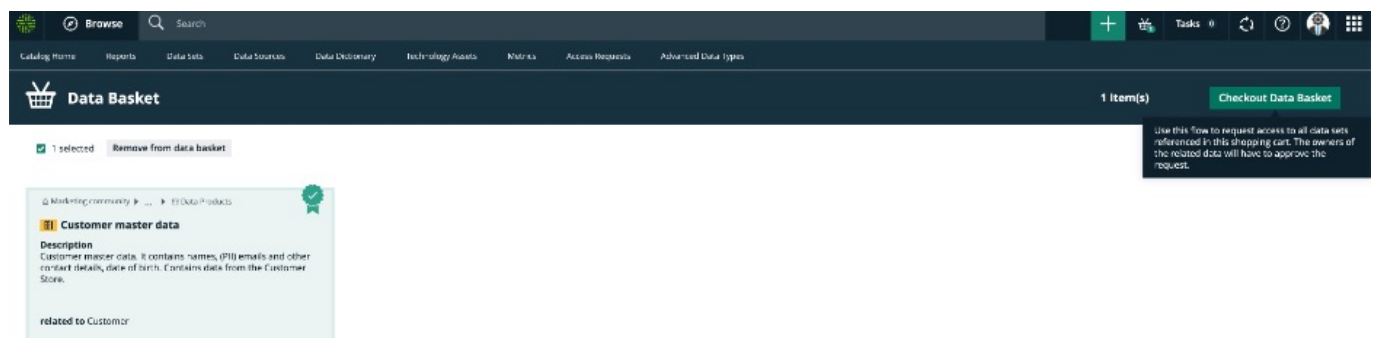 Browse
Search
Tasks 0
Catalog Home Reports Data Sets Data Sources Data Dictionary Technology Assets Metrics Access Requests Advanced Data Types
Data Basket
1 Item(s)
Checkout Data Basket
Use this flow to request access to all data sets
referenced in this shopping cart. The owners of
the related data will have to approve the
request.
1 selected
Remove from data basket
Marketing community ▶ ... ▶ Data Products
Customer master data
Description
Customer master data. It contains names, (PII) emails and other
contact details, date of birth. Contains data from the Customer
Store.
related to Customer